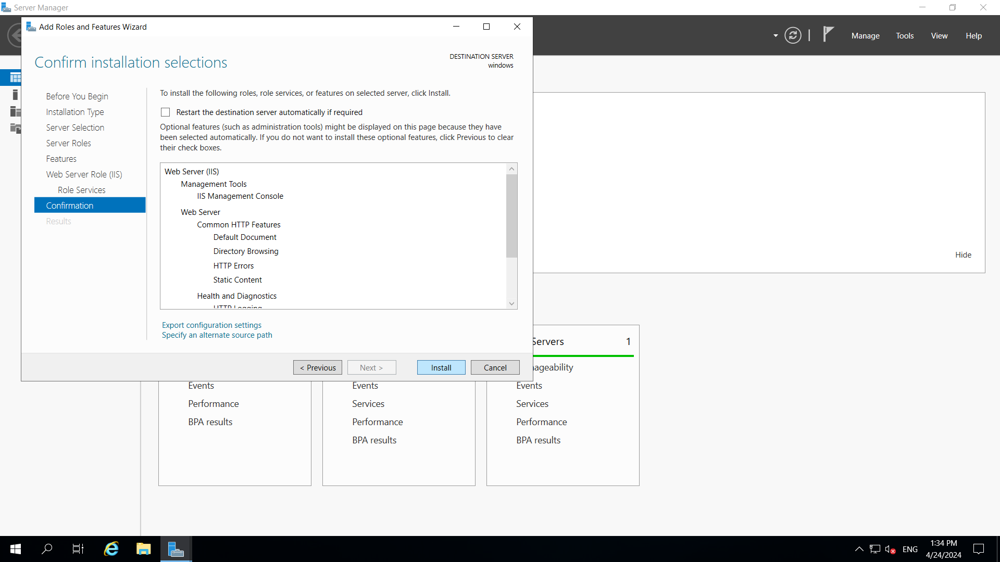 Server Manager
Add Roles and Features Wizard
Manage
Tools
View
Help
Confirm installation selections
DESTINATION SERVER
windows
Before You Begin
Installation Type
Server Selection
Server Roles
Features
Web Server Role (IIS)
Role Services
Confirmation
Results
To install the following roles, role services, or features on selected server, click Install.
Restart the destination server automatically if required
Optional features (such as administration tools) might be displayed on this page because they have
been selected automatically. If you do not want to install these optional features, click Previous to clear
their check boxes.
Web Server (IIS)
Management Tools
IIS Management Console
Web Server
Common HTTP Features
Default Document
Directory Browsing
HTTP Errors
Static Content
Health and Diagnostics
HTTP Logging
Export configuration settings
Specify an alternate source path
< Previous
Next >
Install
Cancel
Hide
Servers 1
Events
Performance
BPA results
Events
Services
Performance
BPA results
Events
Services
Performance
BPA results
ENG
1:34 PM
4/24/2024